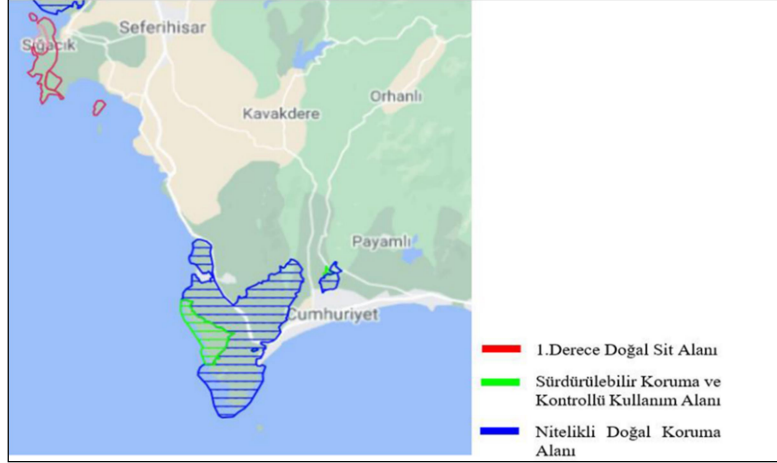 Seferihisar
Sığacık
Orhanlı
Kavakdere
Payamlı
Cumhuriyet
1.Derece Doğal Sit Alanı
Sürdürülebilir Koruma ve
Kontrollü Kullanım Alanı
Nitelikli Doğal Koruma
Alanı